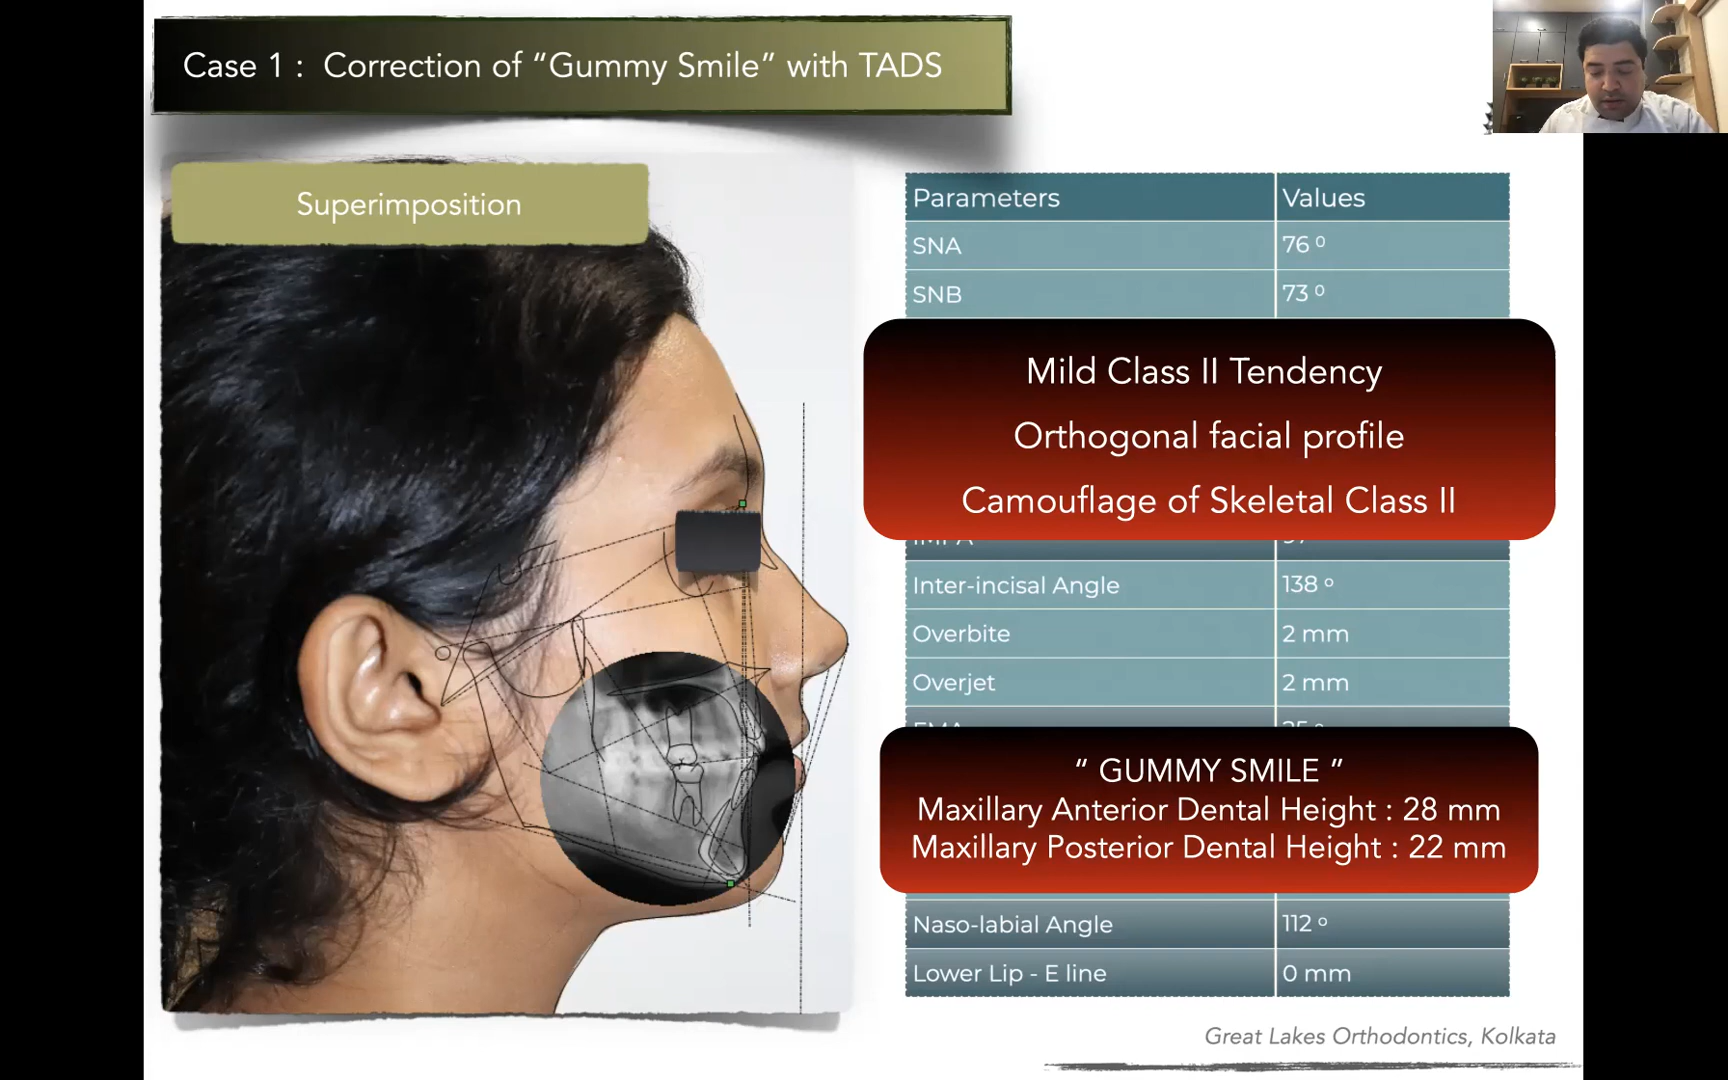 Case 1 : Correction of “Gummy Smile” with TADS
Superimposition
Parameters Values
SNA 76 º
SNB 73 º
Mild Class II Tendency
Orthogonal facial profile
Camouflage of Skeletal Class II
Inter-incisal Angle 138 º
Overbite 2 mm
Overjet 2 mm
“ GUMMY SMILE ”
Maxillary Anterior Dental Height : 28 mm
Maxillary Posterior Dental Height : 22 mm
Naso-labial Angle 112 º
Lower Lip - E line 0 mm
Great Lakes Orthodontics, Kolkata